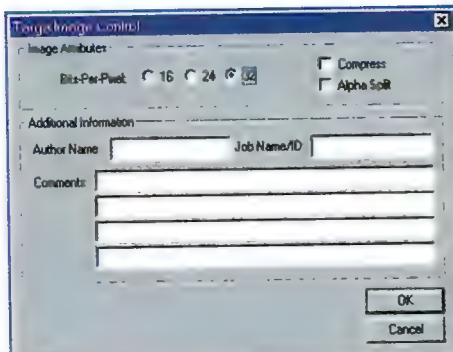 Targa Image Control
Image Attributes
Bits-Per-Pixel: 16 24 32
Compress
Alpha Split
Additional Information
Author Name Job Name/ID
Comments
OK
Cancel